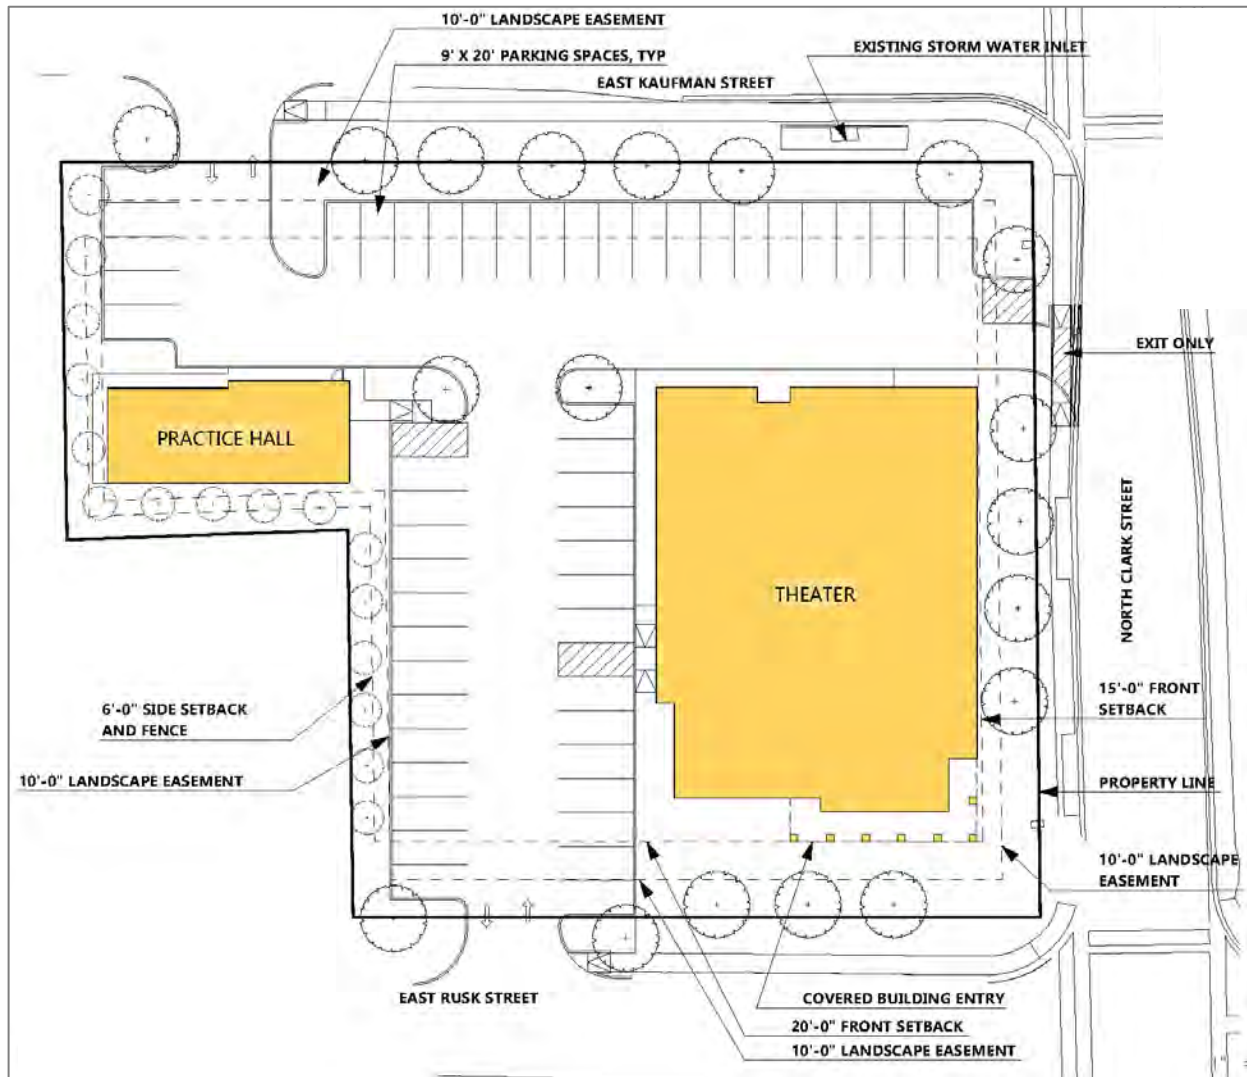 10'-0" LANDSCAPE EASEMENT
9' X 20' PARKING SPACES, TYP
EXISTING STORM WATER INLET
EAST KAUFMAN STREET
EXIT ONLY
PRACTICE HALL
THEATER
NORTH CLARK STREET
6'-0" SIDE SETBACK
AND FENCE
10'-0" LANDSCAPE EASEMENT
15'-0" FRONT
SETBACK
PROPERTY LINE
10'-0" LANDSCAPE
EASEMENT
EAST RUSK STREET
COVERED BUILDING ENTRY
20'-0" FRONT SETBACK
10'-0" LANDSCAPE EASEMENT